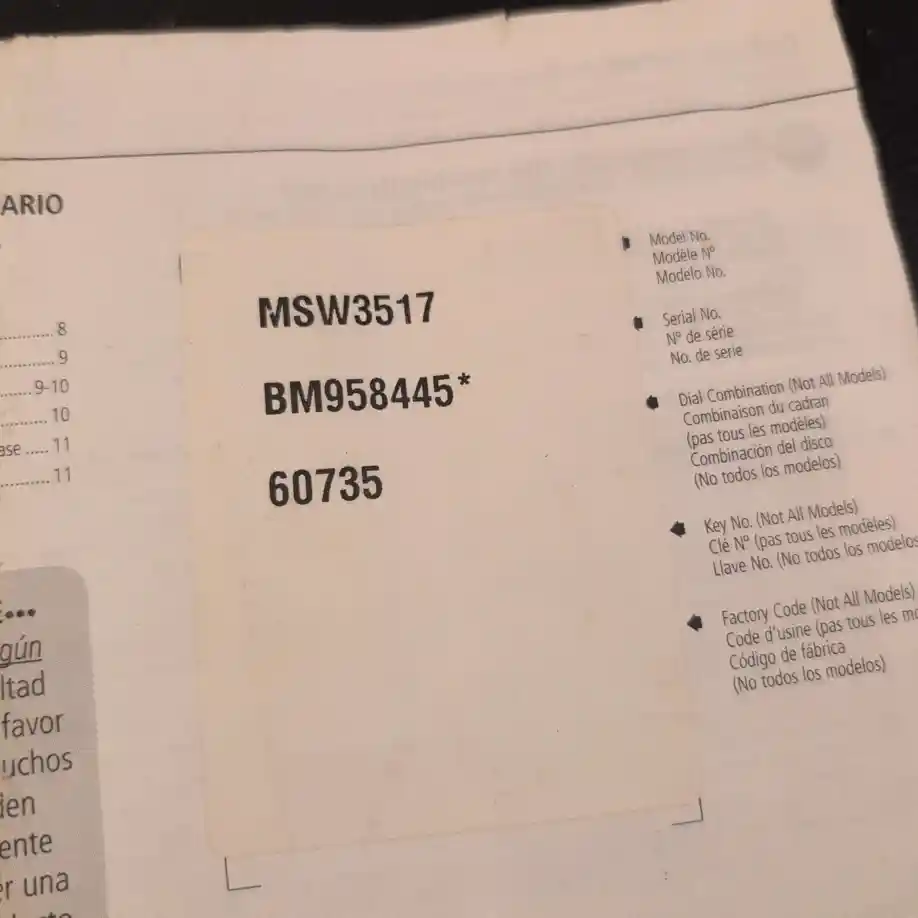 ARIO
............ 8
............ 9
....... 9-10
.......... 10
ase ..... 11
........... 11
MSW3517
BM958445*
60735
Model No.
Modèle Nº
Modelo No.
Serial No.
Nº de série
No. de serie
Dial Combination (Not All Models)
Combinaison du cadran
(pas tous les modèles)
Combinación del disco
(No todos los modelos)
Key No. (Not All Models)
Clé Nº (pas tous les modèles)
Llave No. (No todos los modelos
Factory Code (Not All Models)
Code d'usine (pas tous les mo
Código de fábrica
(No todos los modelos)
E...
gún
ltad
favor
uchos
den
ente
er una